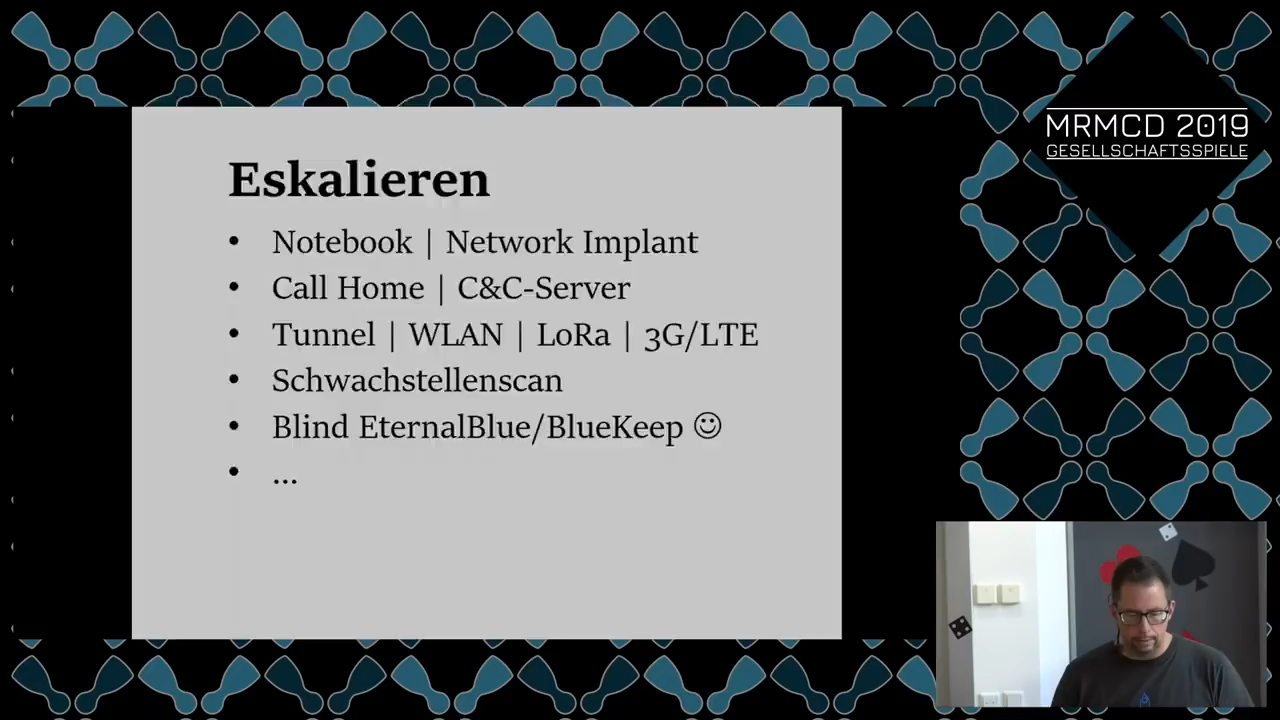 MRMCD 2019
GESELLSCHAFTSSPIELE
Eskalieren
• Notebook | Network Implant
• Call Home | C&C-Server
• Tunnel | WLAN | LoRa | 3G/LTE
• Schwachstellenscan
• Blind EternalBlue/BlueKeep ☺
• ...